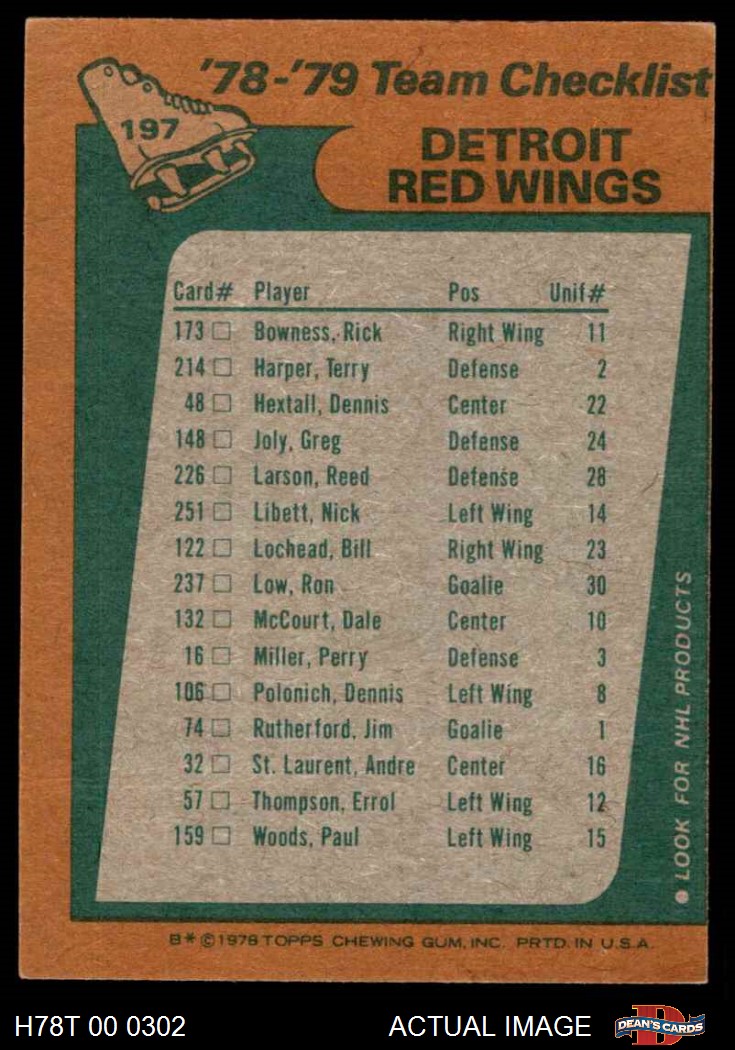 '78-'79 Team Checklist
197
DETROIT
RED WINGS
Card# Player Pos Unif#
173 □ Bowness, Rick Right Wing 11
214 □ Harper, Terry Defense 2
48 □ Hextall, Dennis Center 22
148 □ Joly, Greg Defense 24
226 □ Larson, Reed Defense 28
251 □ Libett, Nick Left Wing 14
122 □ Lochead, Bill Right Wing 23
237 □ Low, Ron Goalie 30
132 □ McCourt, Dale Center 10
16 □ Miller, Perry Defense 3
106 □ Polonich, Dennis Left Wing 8
74 □ Rutherford, Jim Goalie 1
32 □ St. Laurent, Andre Center 16
57 □ Thompson, Errol Left Wing 12
159 □ Woods, Paul Left Wing 15
● LOOK FOR NHL PRODUCTS
B* © 1978 TOPPS CHEWING GUM, INC. PRTD. IN U.S.A.
H78T 00 0302 ACTUAL IMAGE
D
DEAN'S CARDS